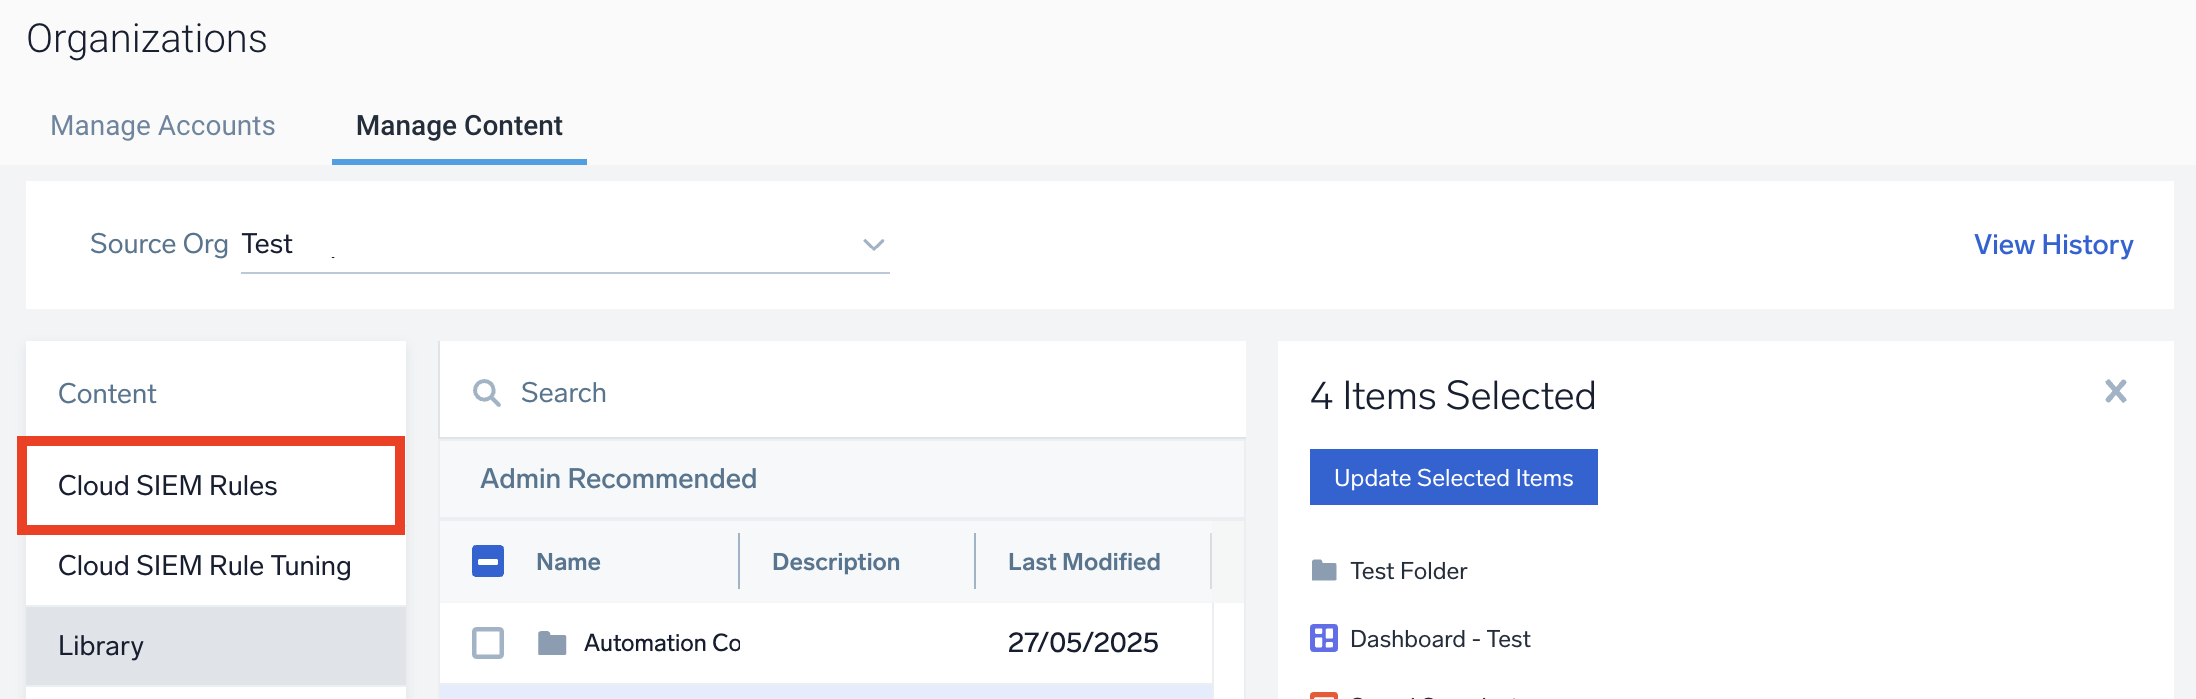 Organizations
Manage Accounts
Manage Content
Source Org Test
View History
Content
Cloud SIEM Rules
Cloud SIEM Rule Tuning
Library
Search
Admin Recommended
Name Description Last Modified
Automation Co 27/05/2025
4 Items Selected
Update Selected Items
Test Folder
Dashboard - Test